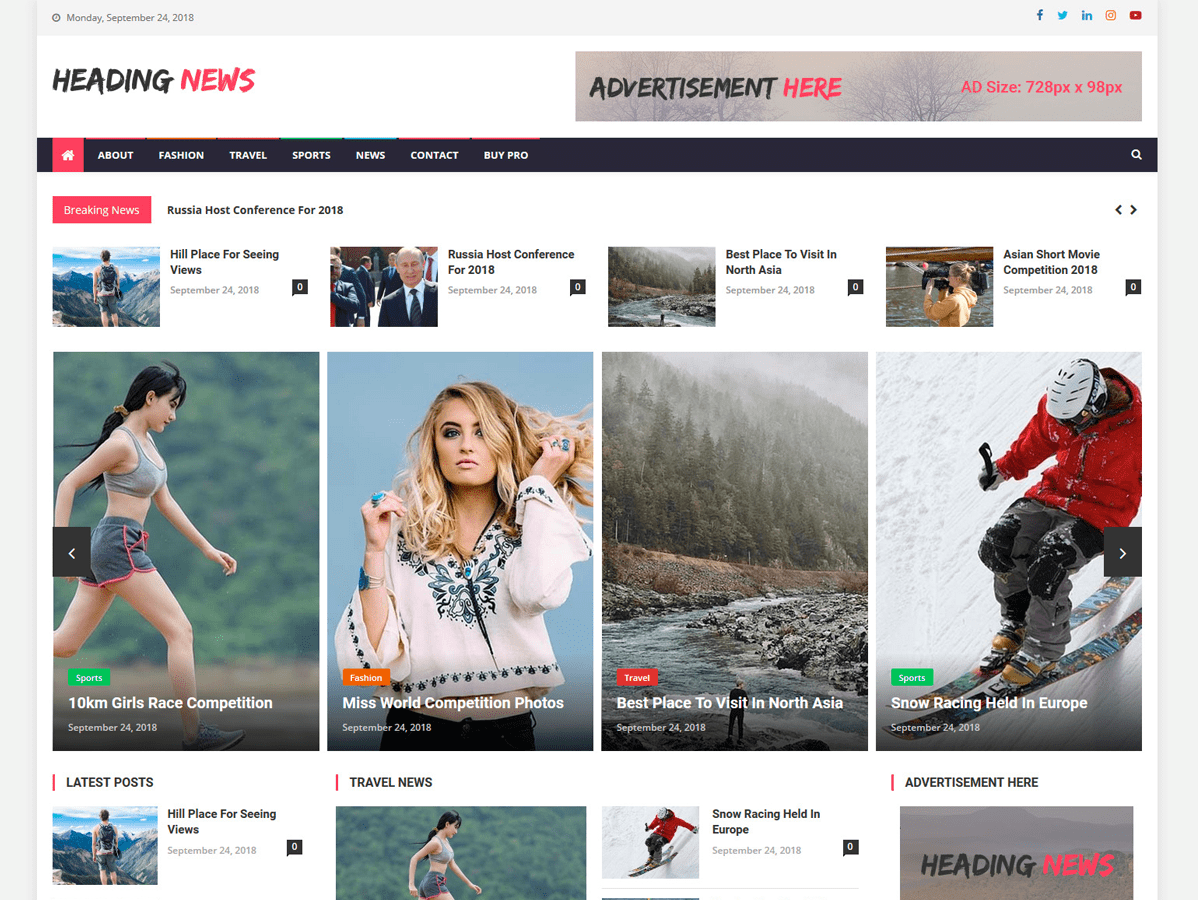 Monday, September 24, 2018
HEADING NEWS
ADVERTISEMENT HERE
AD Size: 728px x 98px
ABOUT FASHION TRAVEL SPORTS NEWS CONTACT BUY PRO
Breaking News
Russia Host Conference For 2018
Hill Place For Seeing
Views
September 24, 2018
0
Russia Host Conference
For 2018
September 24, 2018
0
Best Place To Visit In
North Asia
September 24, 2018
0
Asian Short Movie
Competition 2018
September 24, 2018
0
Sports
10km Girls Race Competition
September 24, 2018
Fashion
Miss World Competition Photos
September 24, 2018
Travel
Best Place To Visit In North Asia
September 24, 2018
Sports
Snow Racing Held In Europe
September 24, 2018
LATEST POSTS
Hill Place For Seeing
Views
September 24, 2018
0
TRAVEL NEWS
Snow Racing Held In
Europe
September 24, 2018
0
ADVERTISEMENT HERE
HEADING NEWS